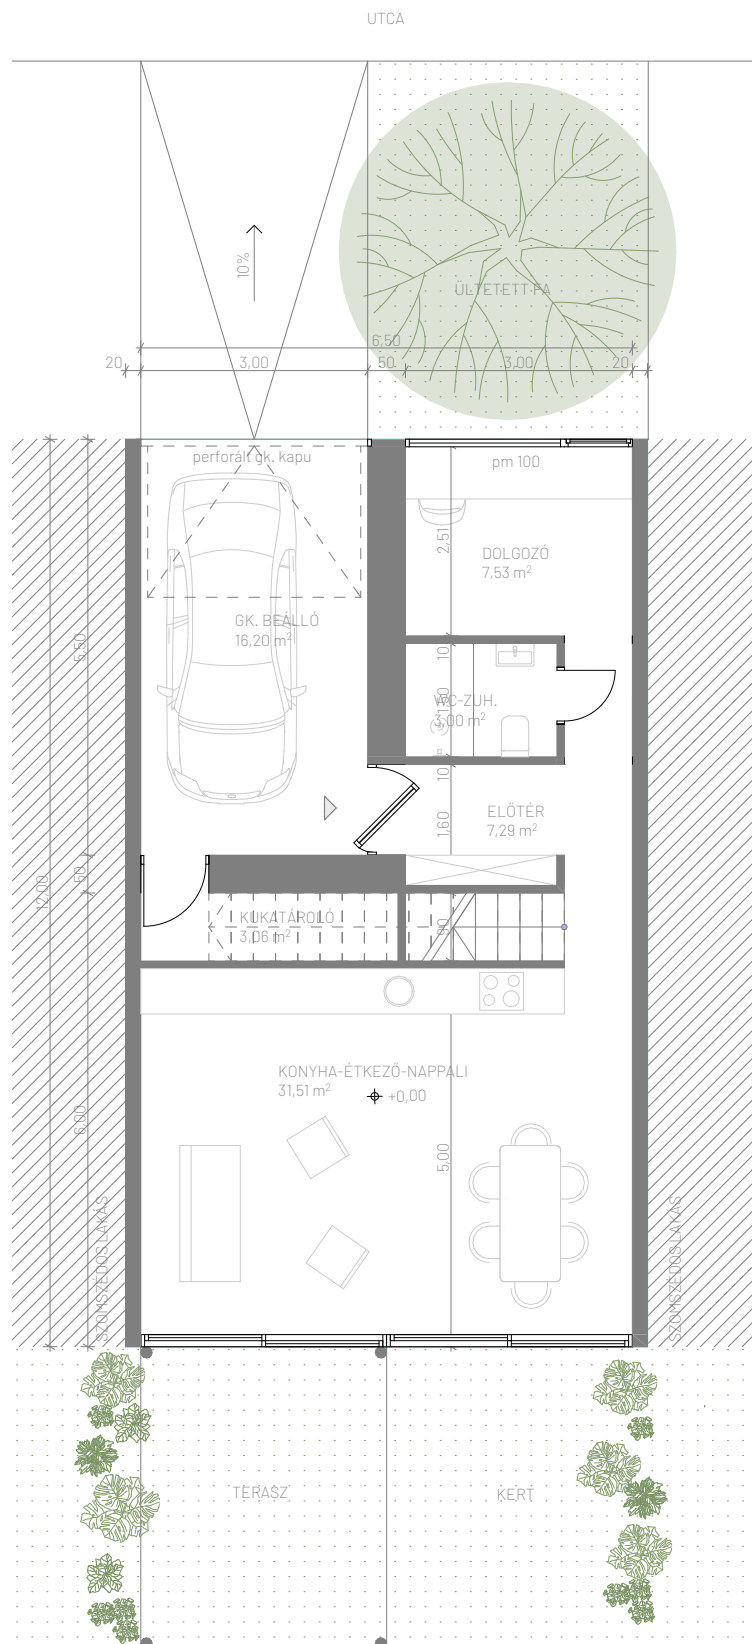 UTCA
10%
ÜLTETETT FA
6,50
20
3,00
50
3,00
20
perforált gk. kapu
pm 100
2,51
DOLGOZÓ
7,53 m²
GK. BEÁLLÓ
16,20 m²
5,50
10
WC-ZUH.
3,00 m²
10
ELŐTÉR
7,29 m²
1,60
50
12,00
KUKATÁROLÓ
3,06 m²
90
KONYHA-ÉTKEZŐ-NAPPALI
31,51 m²
+0,00
6,00
5,00
SZOMSZÉDOS LAKÁS
SZOMSZÉDOS LAKÁS
TERASZ
KERT